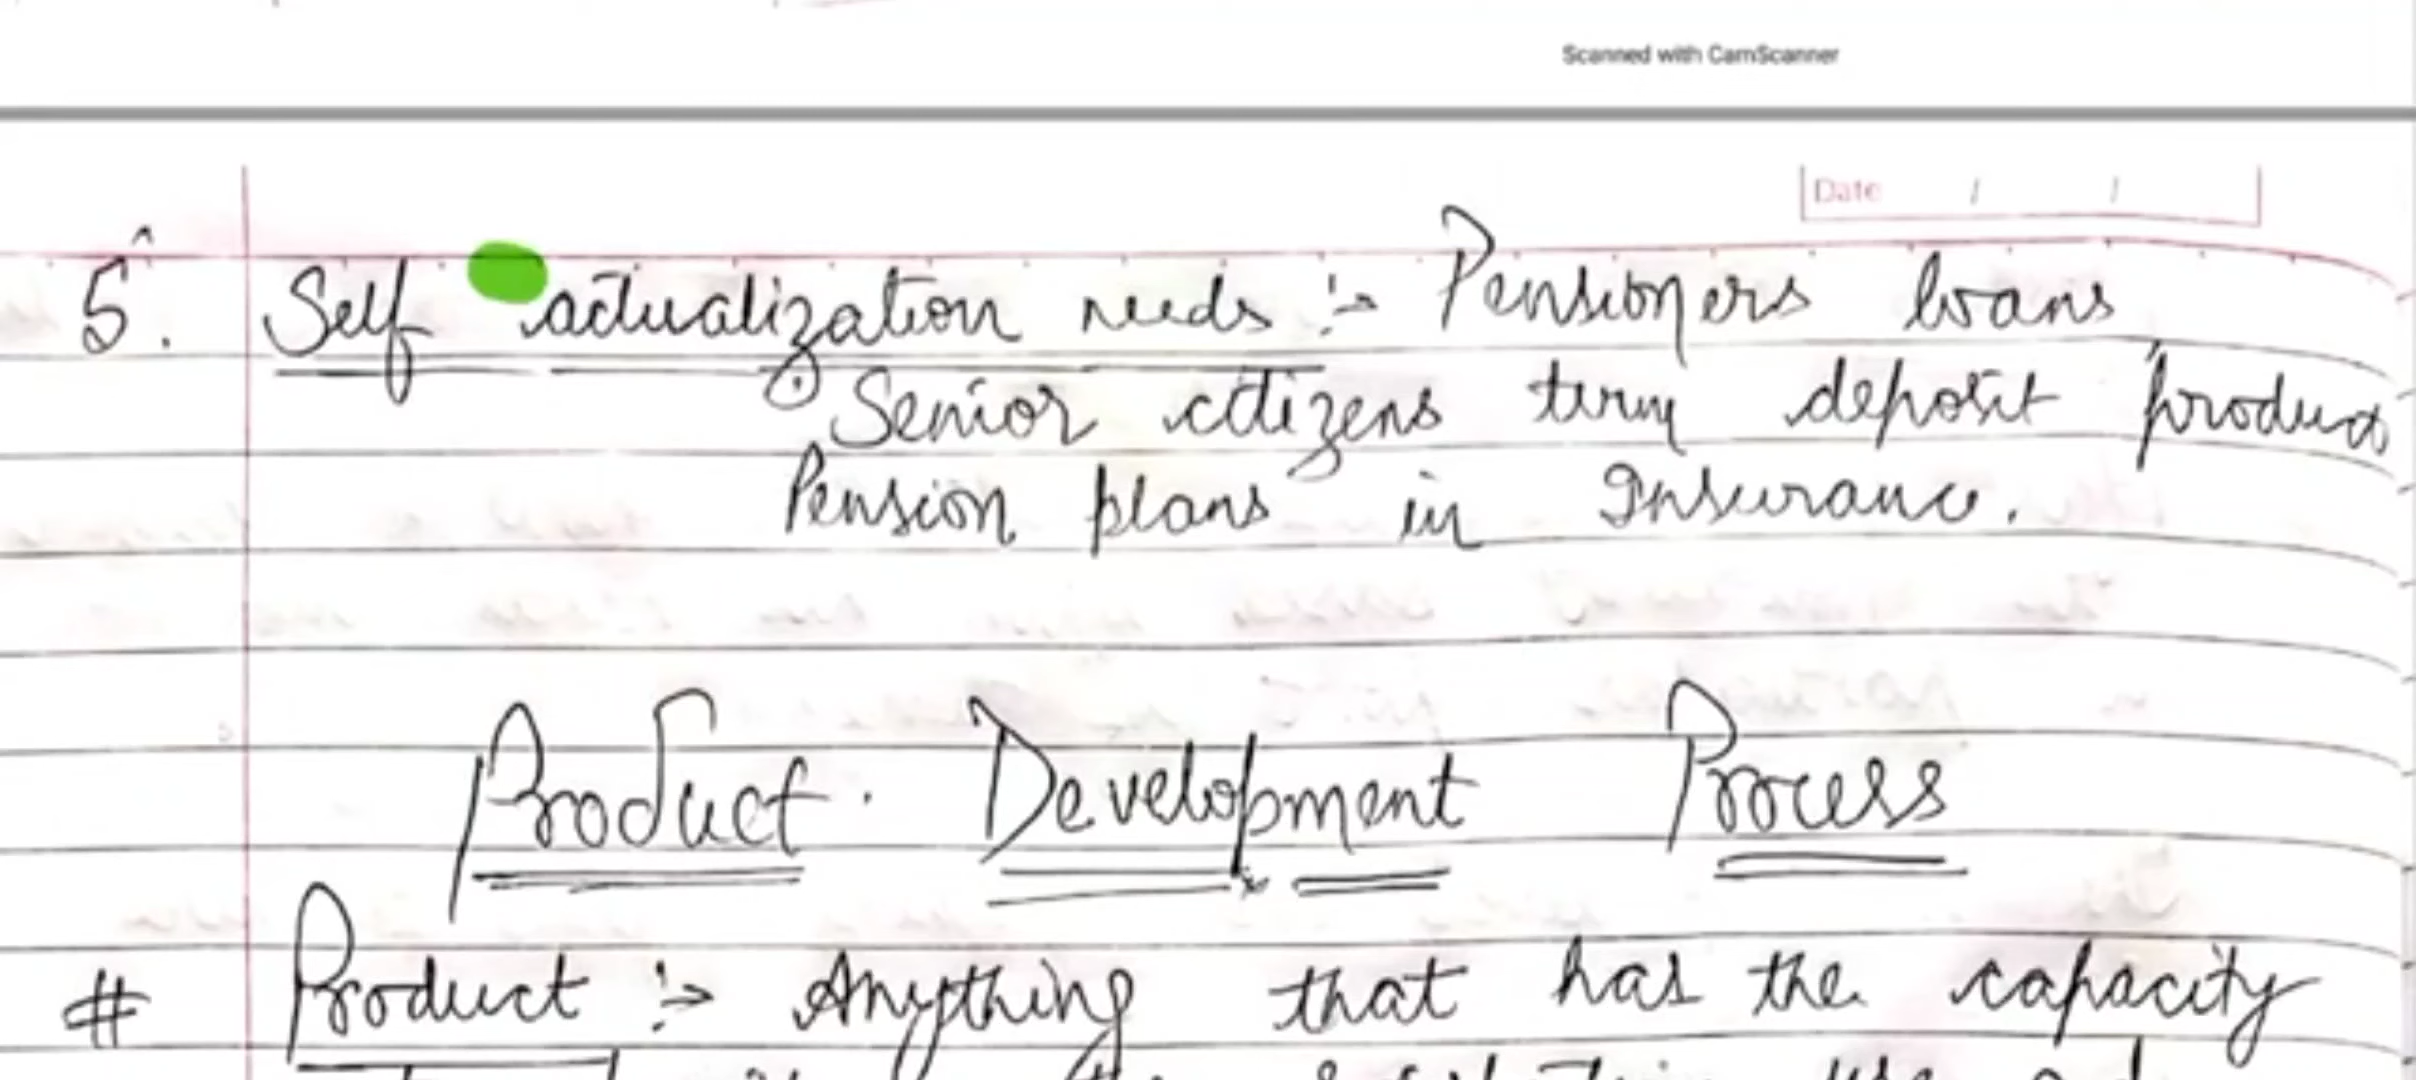 Scanned with CamScanner
Date / /
5. Self actualization needs :- Pensioners loans
Senior citizens term deposit product
Pension plans in Insurance.
Product Development Process
# Product :- Anything that has the capacity